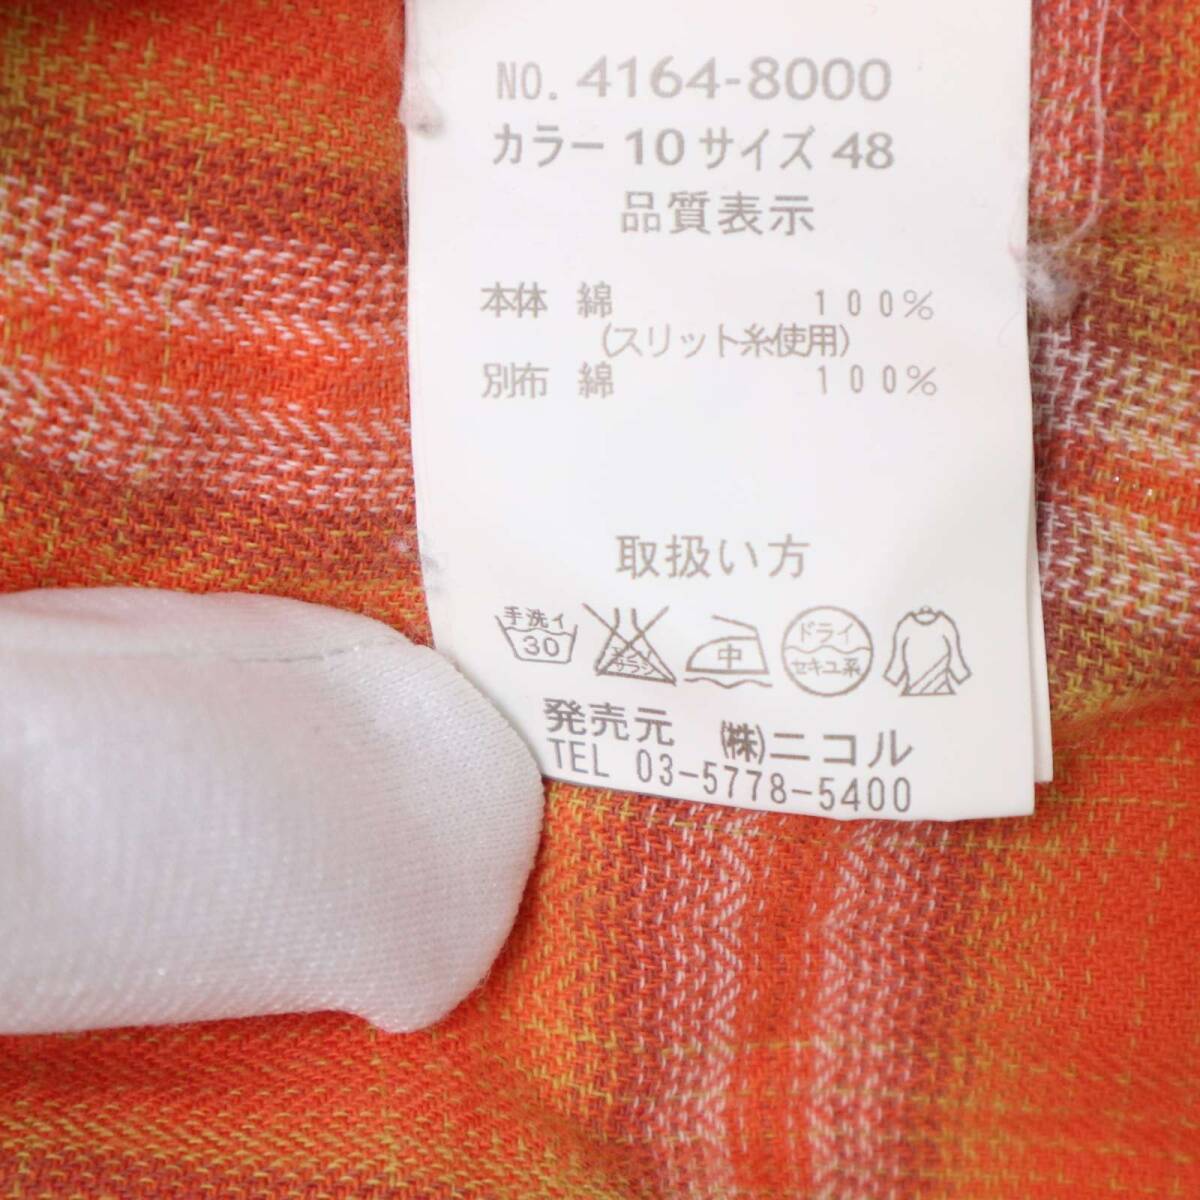 NO. 4164-8000
カラー 10 サイズ 48
品質表示
本体 綿 100%
(スリット糸使用)
別布 綿 100%
取扱い方
手洗イ 30
エンソ サラシ
中
ドライ セキユ系
発売元 ㈱ニコル
TEL 03-5778-5400